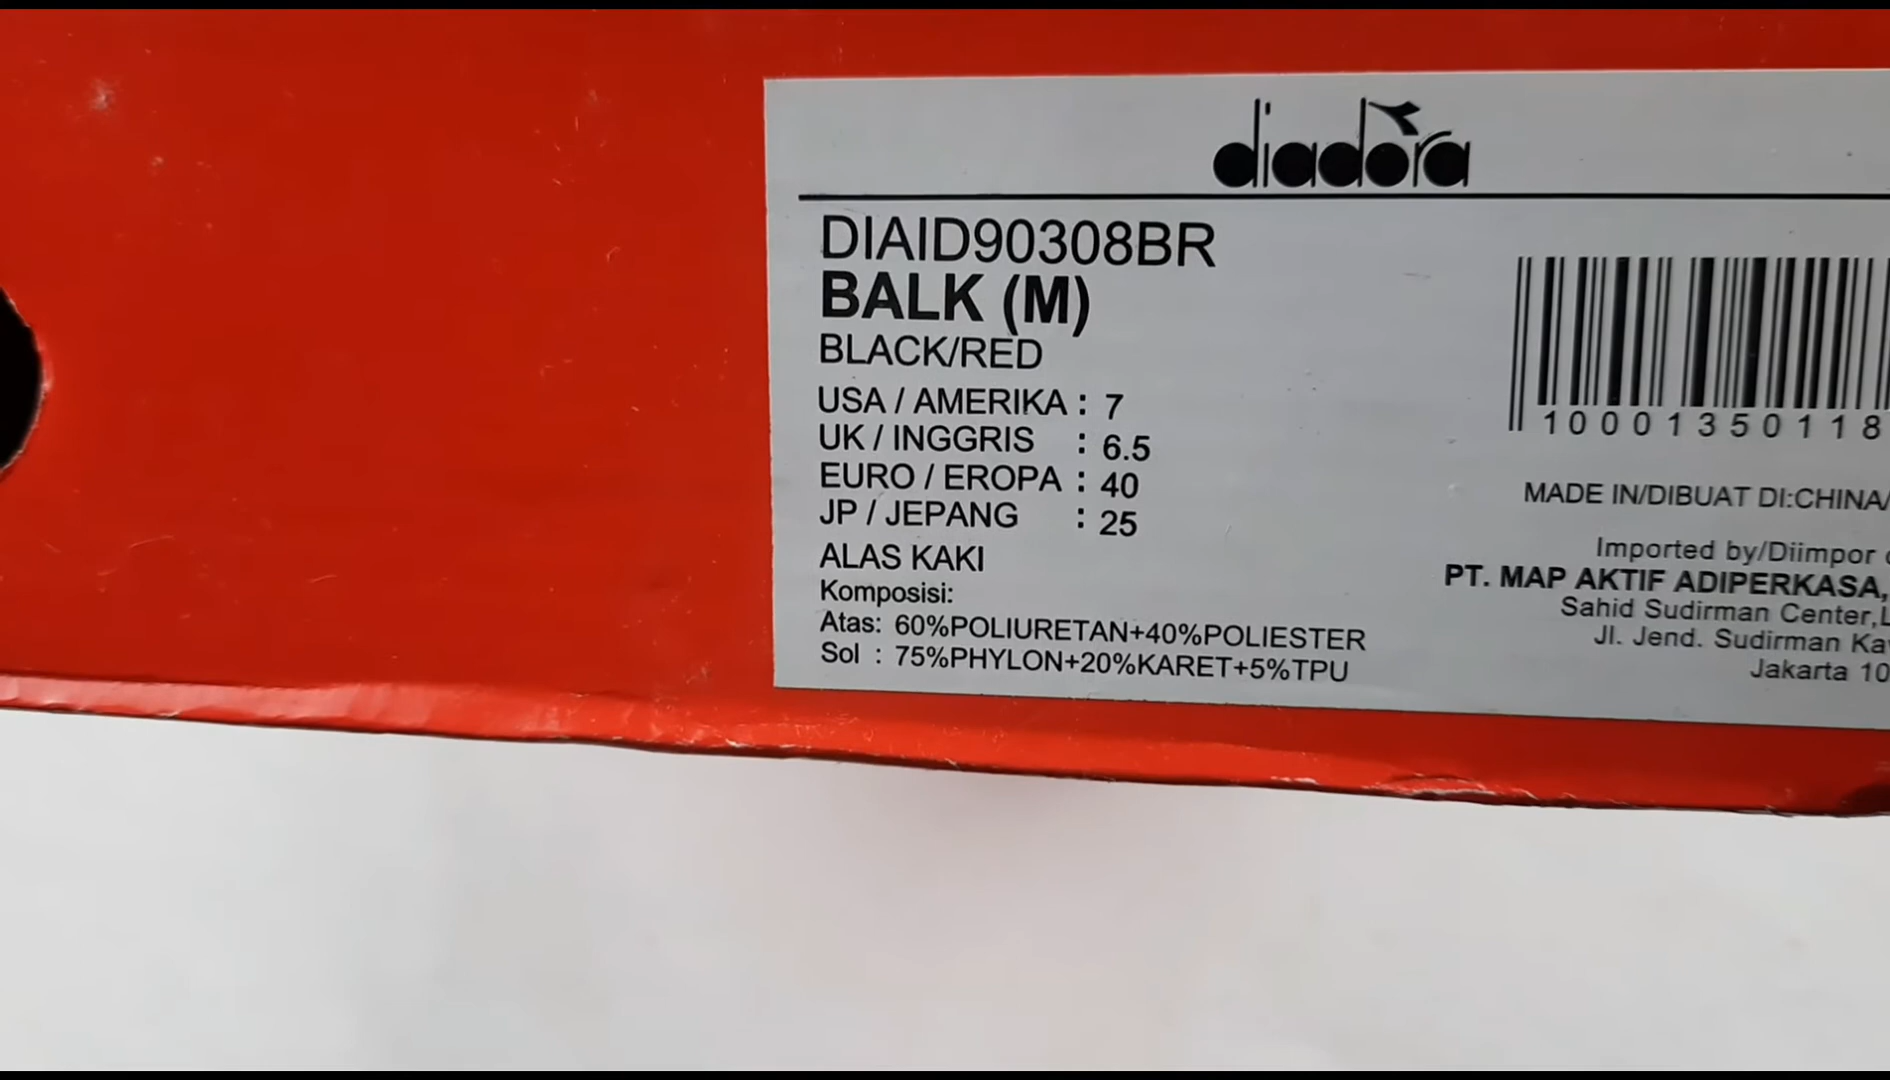 diadora
DIAID90308BR
BALK (M)
BLACK/RED
USA / AMERIKA : 7
UK / INGGRIS : 6.5
EURO / EROPA : 40
JP / JEPANG : 25
ALAS KAKI
Komposisi:
Atas: 60%POLIURETAN+40%POLIESTER
Sol : 75%PHYLON+20%KARET+5%TPU
10001350118
MADE IN/DIBUAT DI:CHINA/
Imported by/Diimpor
PT. MAP AKTIF ADIPERKASA,
Sahid Sudirman Center,
Jl. Jend. Sudirman
Jakarta 10